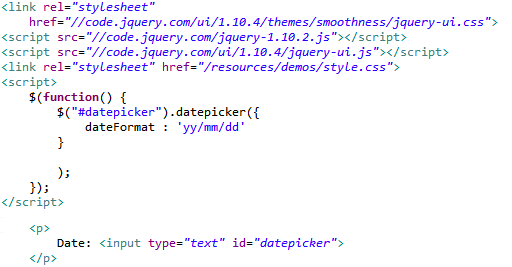 <link rel="stylesheet"
href="//code.jquery.com/ui/1.10.4/themes/smoothness/jquery-ui.css">
<script src="//code.jquery.com/jquery-1.10.2.js"></script>
<script src="//code.jquery.com/ui/1.10.4/jquery-ui.js"></script>
<link rel="stylesheet" href="/resources/demos/style.css">
<script>
$(function() {
$("#datepicker").datepicker({
dateFormat : 'yy/mm/dd'
}
);
});
</script>
<p>
Date: <input type="text" id="datepicker">
</p>